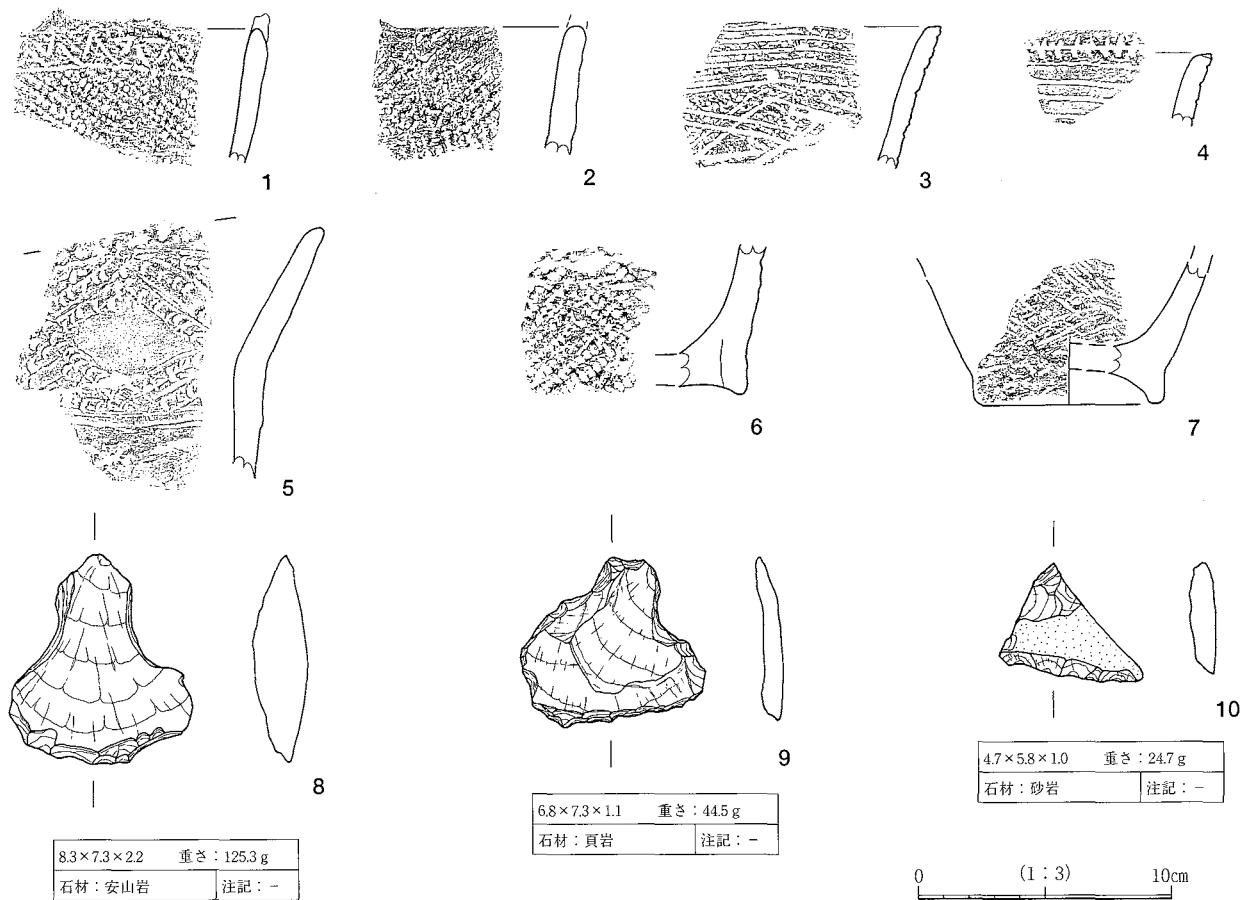 1
2
3
4
5
6
7
8
9
10
8.3×7.3×2.2 重さ：125.3 g
石材：安山岩 注記：−
6.8×7.3×1.1 重さ：44.5 g
石材：頁岩 注記：−
4.7×5.8×1.0 重さ：24.7 g
石材：砂岩 注記：−
0 (1：3) 10cm